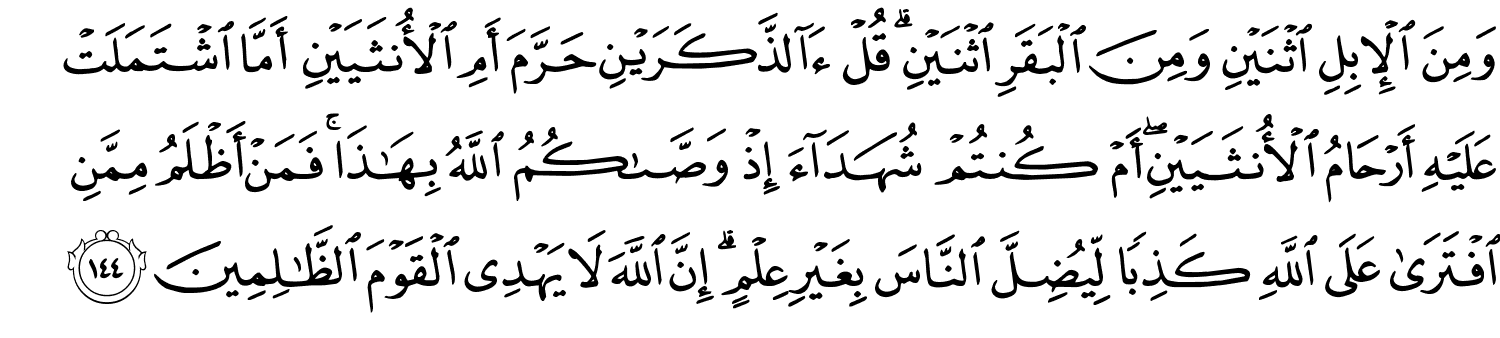 وَمِنَ ٱلْإِبِلِ ٱثْنَيْنِ وَمِنَ ٱلْبَقَرِ ٱثْنَيْنِ ۗ قُلْ ءَآلذَّكَرَيْنِ حَرَّمَ أَمِ ٱلْأُنثَيَيْنِ أَمَّا ٱشْتَمَلَتْ
عَلَيْهِ أَرْحَامُ ٱلْأُنثَيَيْنِ ۖ أَمْ كُنتُمْ شُهَدَآءَ إِذْ وَصَّىٰكُمُ ٱللَّهُ بِهَـٰذَا ۚ فَمَنْ أَظْلَمُ مِمَّنِ
ٱفْتَرَىٰ عَلَى ٱللَّهِ كَذِبًا لِّيُضِلَّ ٱلنَّاسَ بِغَيْرِ عِلْمٍ ۗ إِنَّ ٱللَّهَ لَا يَهْدِى ٱلْقَوْمَ ٱلظَّـٰلِمِينَ ١٤٤